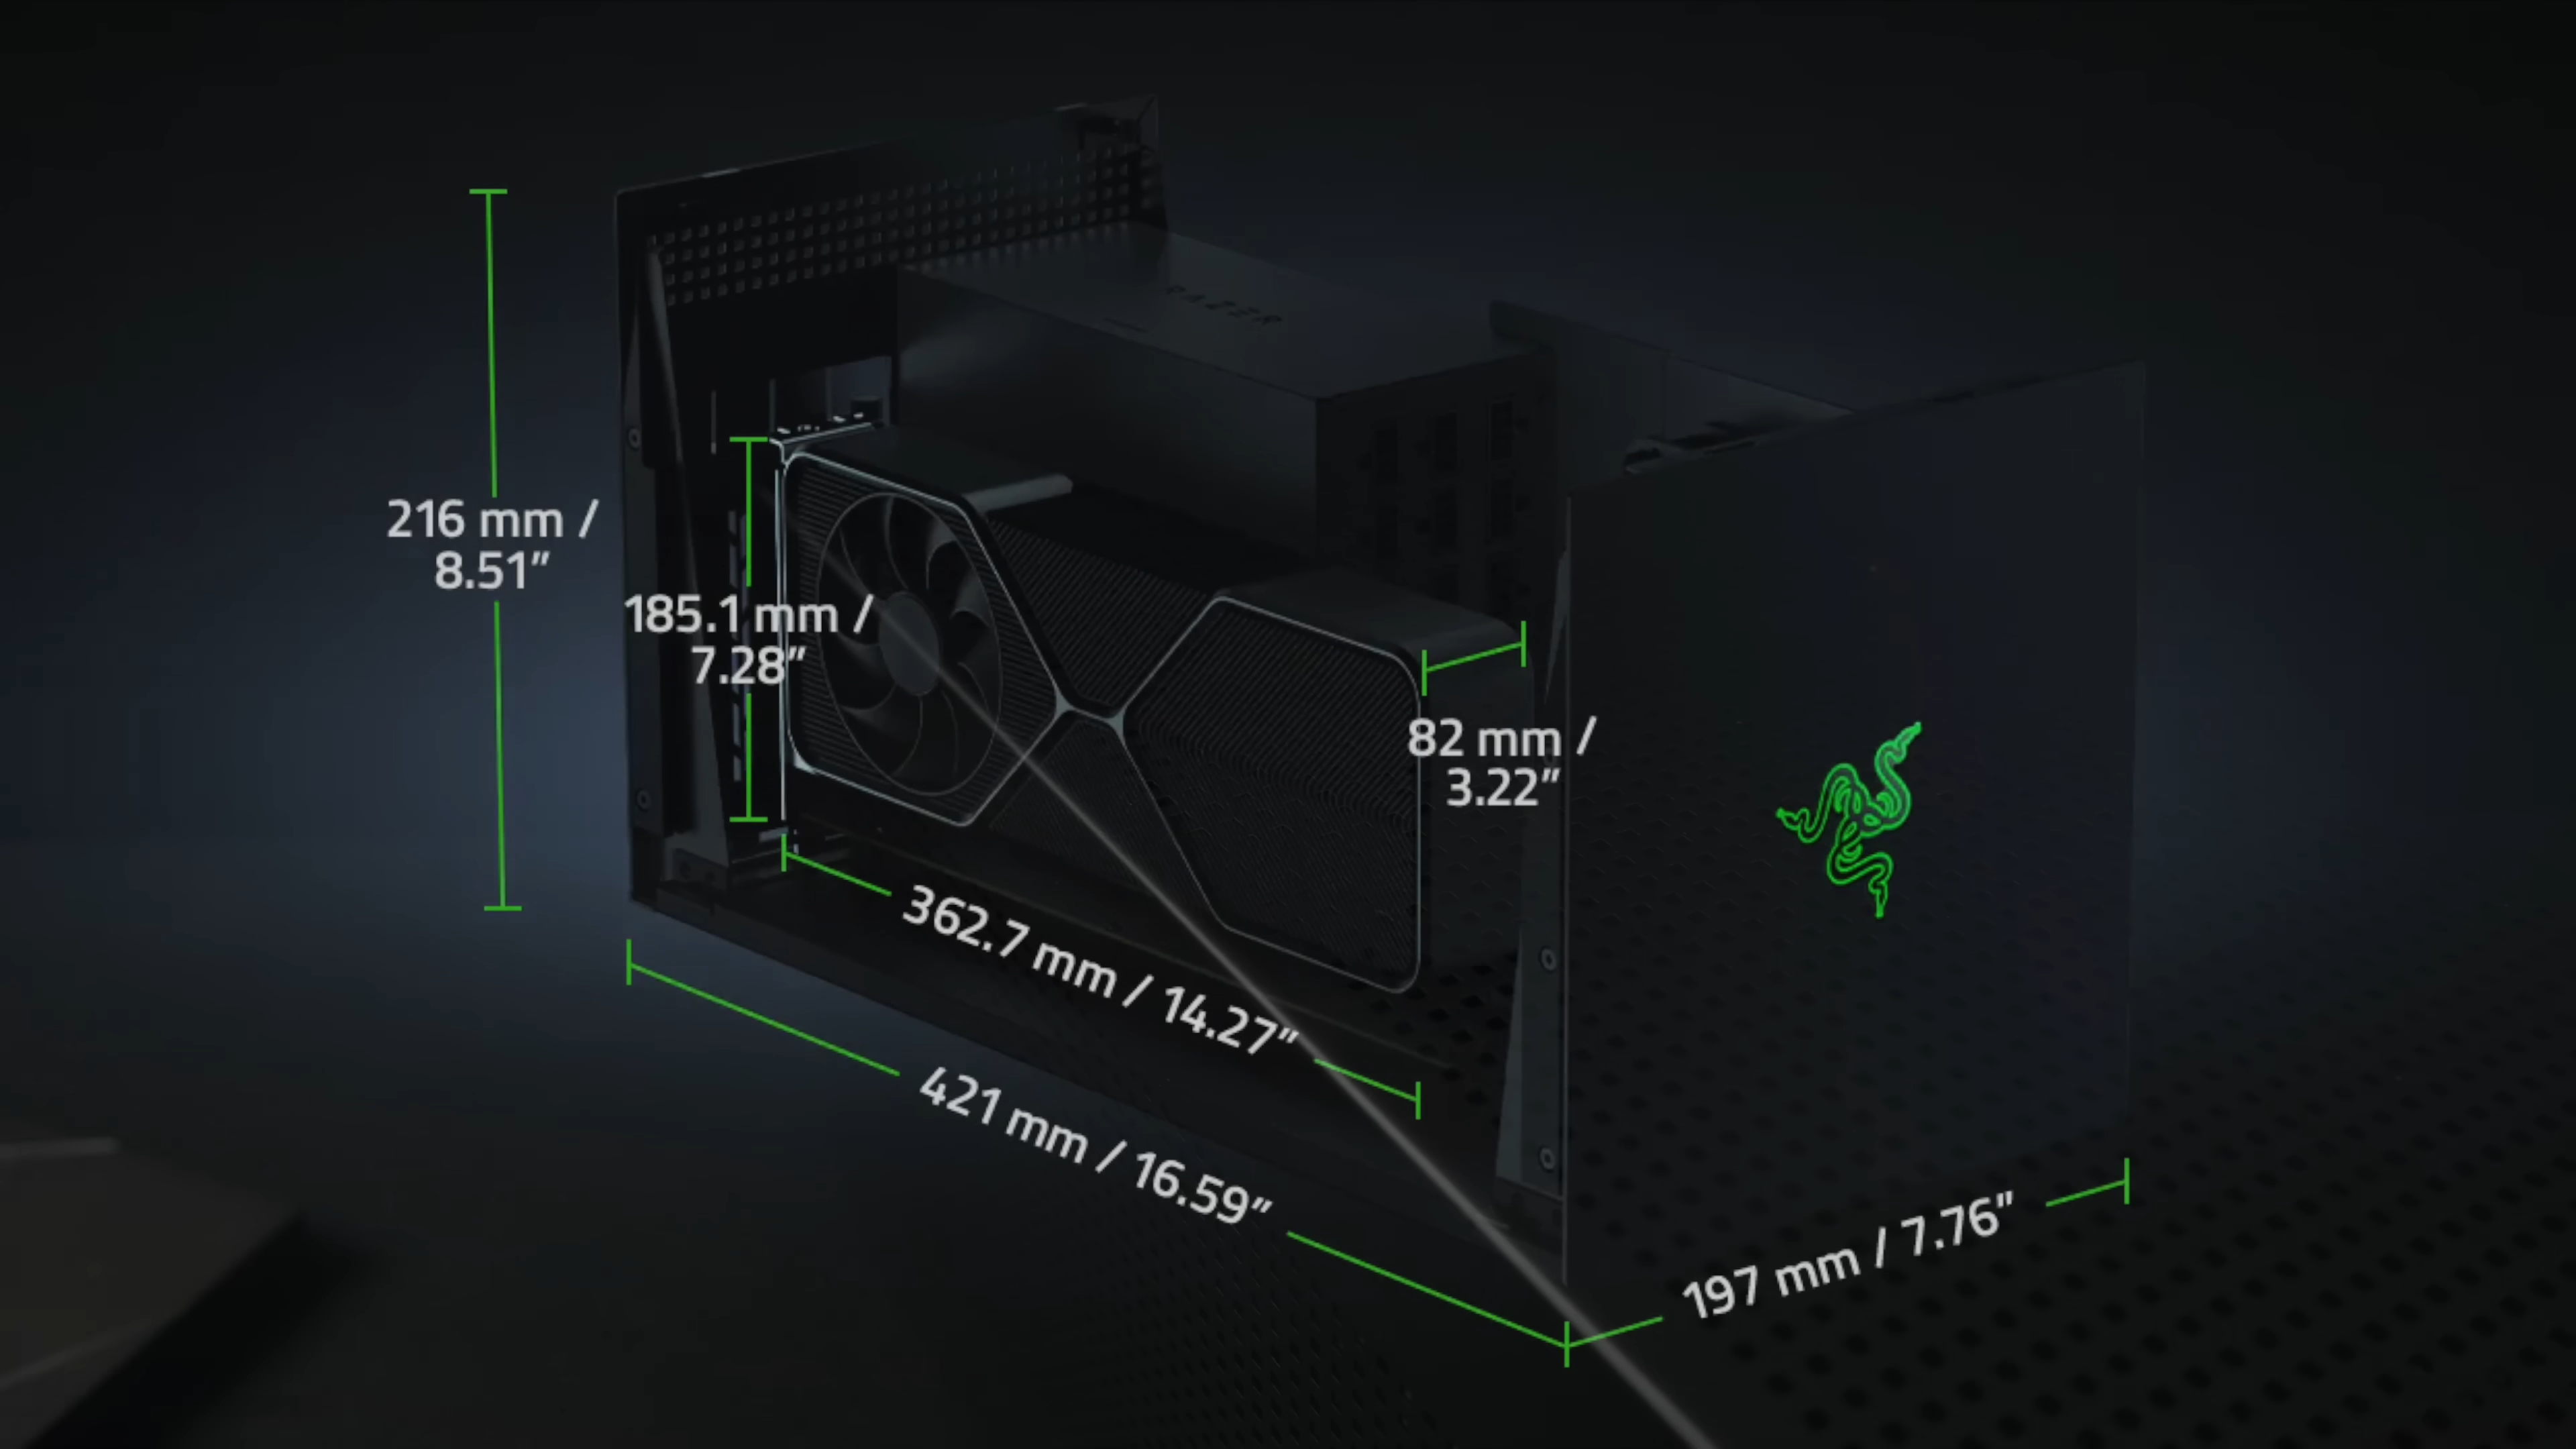 RAZER
216 mm /
8.51”
185.1 mm /
7.28”
82 mm /
3.22”
362.7 mm / 14.27”
421 mm / 16.59”
197 mm / 7.76”